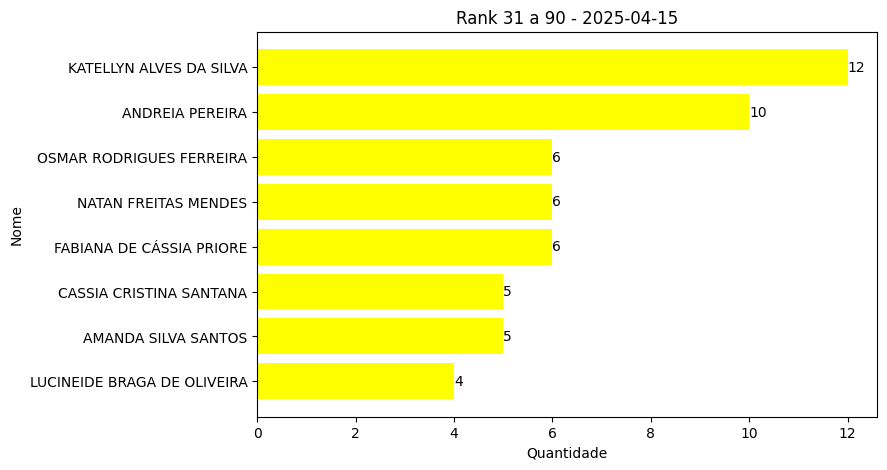 Rank 31 a 90 - 2025-04-15
Nome
KATELLYN ALVES DA SILVA 12
ANDREIA PEREIRA 10
OSMAR RODRIGUES FERREIRA 6
NATAN FREITAS MENDES 6
FABIANA DE CÁSSIA PRIORE 6
CASSIA CRISTINA SANTANA 5
AMANDA SILVA SANTOS 5
LUCINEIDE BRAGA DE OLIVEIRA 4
0 2 4 6 8 10 12
Quantidade